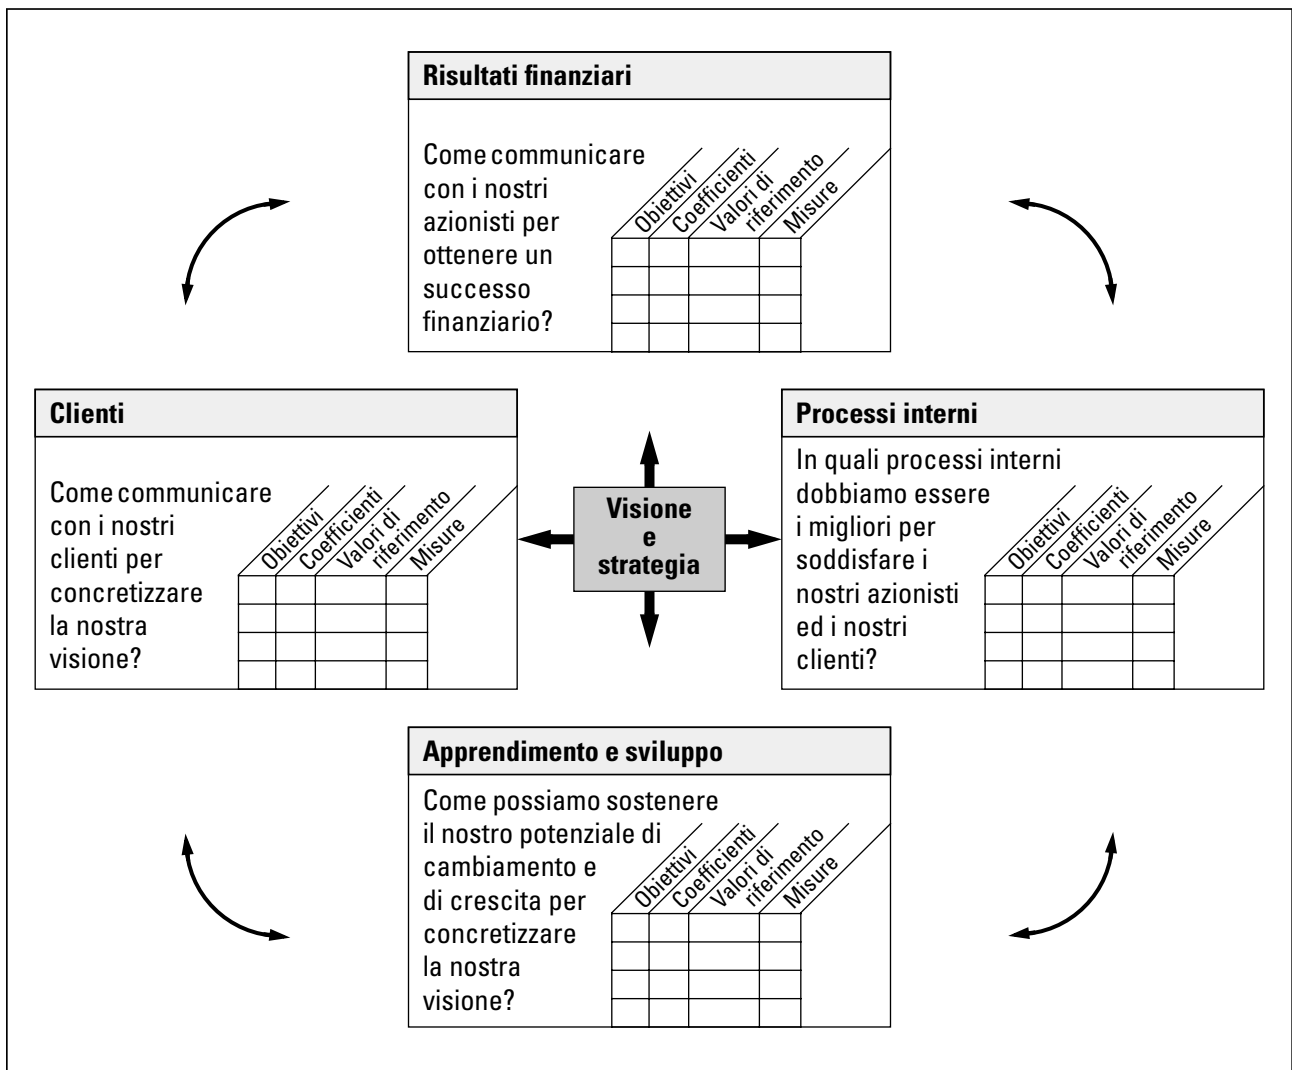 Risultati finanziari
Come communicare
con i nostri
azionisti per
ottenere un
successo
finanziario?
Obiettivi
Coefficienti
Valori di
riferimento
Misure
Clienti
Come communicare
con i nostri
clienti per
concretizzare
la nostra
visione?
Obiettivi
Coefficienti
Valori di
riferimento
Misure
Visione
e
strategia
Processi interni
In quali processi interni
dobbiamo essere
i migliori per
soddisfare i
nostri azionisti
ed i nostri
clienti?
Obiettivi
Coefficienti
Valori di
riferimento
Misure
Apprendimento e sviluppo
Come possiamo sostenere
il nostro potenziale di
cambiamento e
di crescita per
concretizzare
la nostra
visione?
Obiettivi
Coefficienti
Valori di
riferimento
Misure